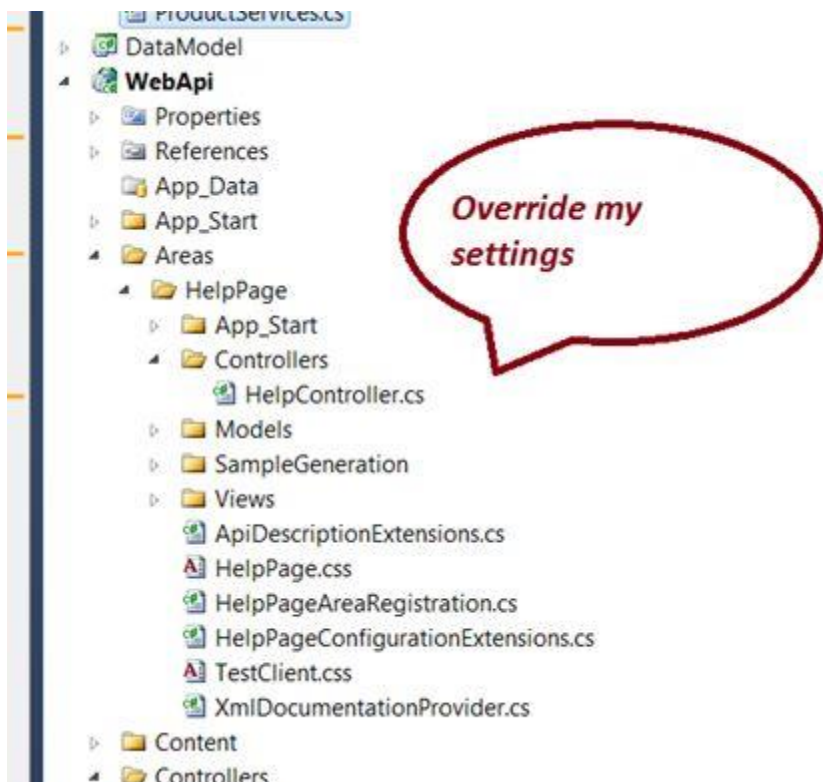 ProductServices.cs
DataModel
WebApi
Properties
References
App_Data
App_Start
Areas
HelpPage
App_Start
Controllers
HelpController.cs
Models
SampleGeneration
Views
ApiDescriptionExtensions.cs
HelpPage.css
HelpPageAreaRegistration.cs
HelpPageConfigurationExtensions.cs
TestClient.css
XmlDocumentationProvider.cs
Content
Controllers
Override my
settings